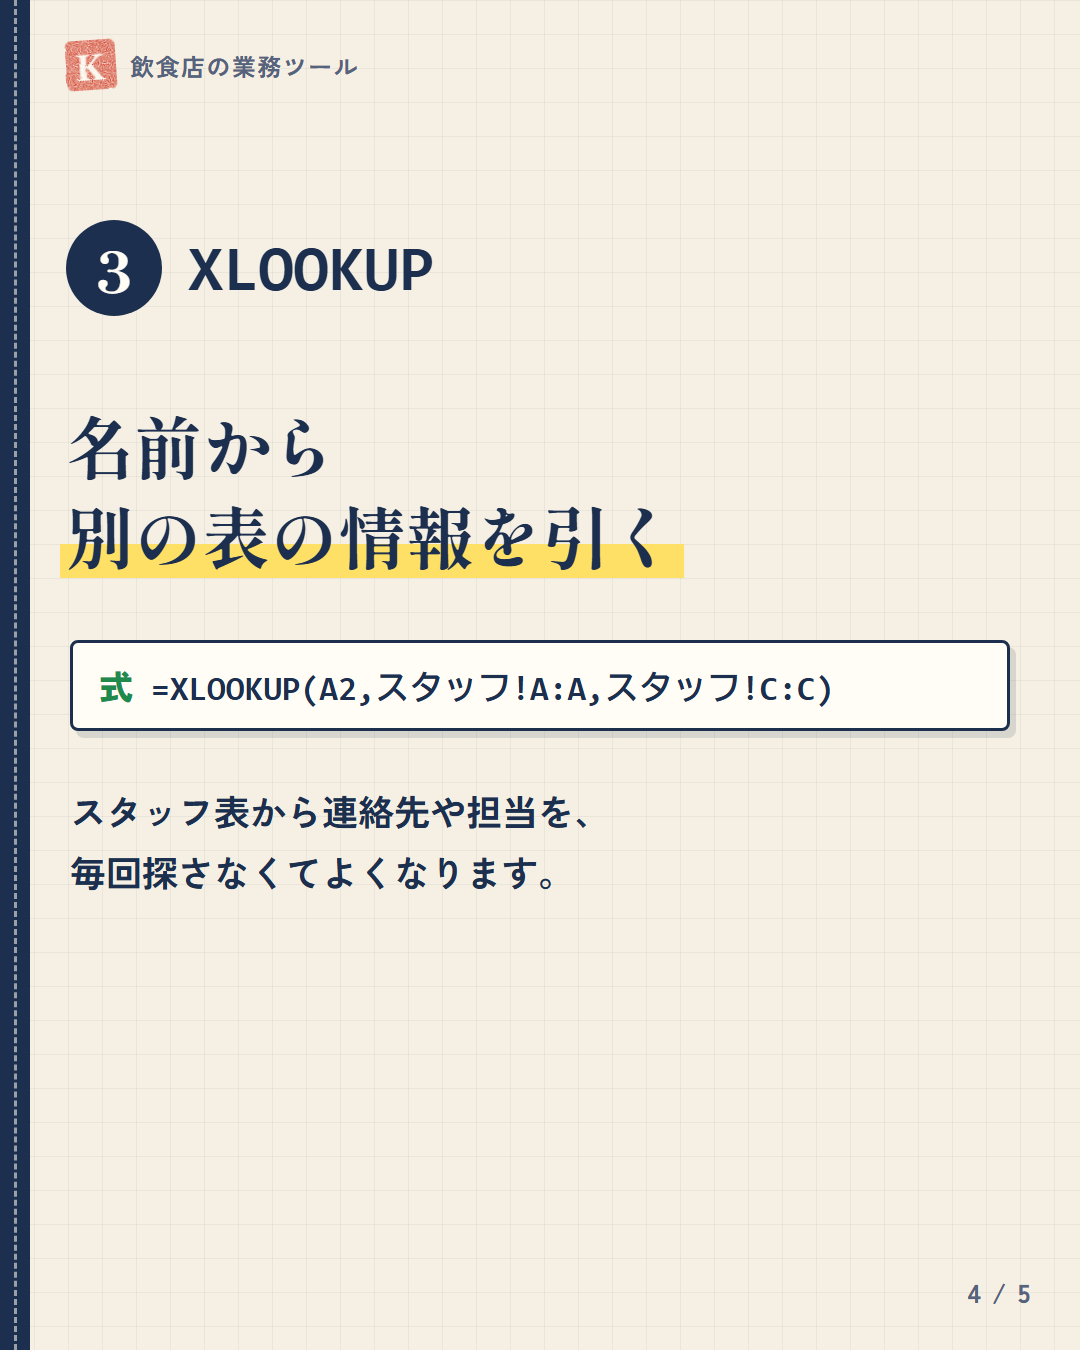 K 飲食店の業務ツール
3 XLOOKUP
名前から
別の表の情報を引く
式 =XLOOKUP(A2,スタッフ!A:A,スタッフ!C:C)
スタッフ表から連絡先や担当を、
毎回探さなくてよくなります。
4 / 5